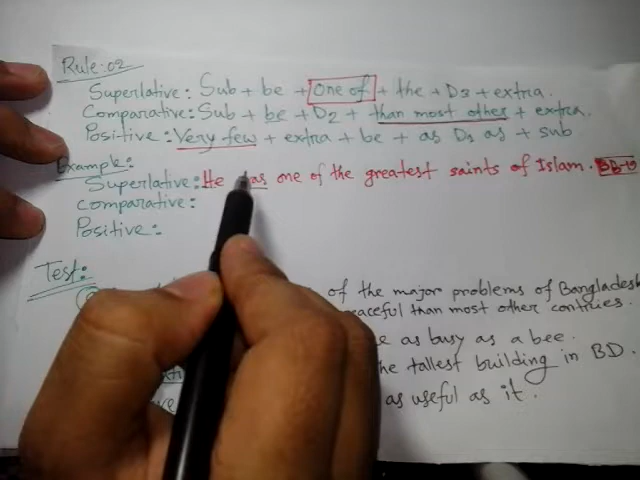 Rule:02
Superlative: Sub + be + one of + the + D3 + extra.
Comparative: Sub + be + D2 + than most other + extra.
Positive: Very few + extra + be + as D1 as + sub
Example:
Superlative: He was one of the greatest saints of Islam.
Comparative:
Positive:
Test:
of the major problems of Bangladesh
than most other contries.
as busy as a bee.
the tallest building in BD.
as useful as it.